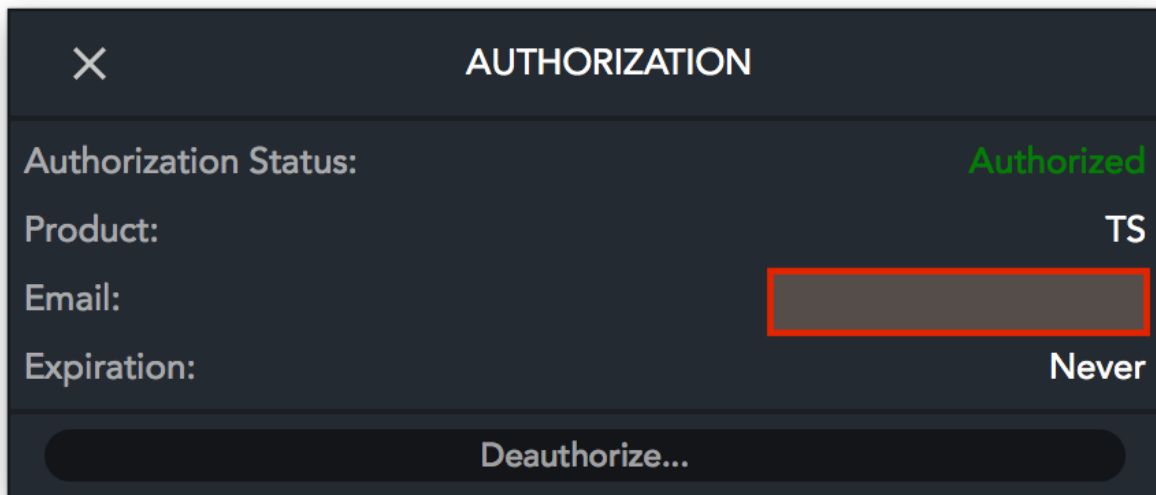 AUTHORIZATION
Authorization Status: Authorized
Product: TS
Email:
Expiration: Never
Deauthorize...